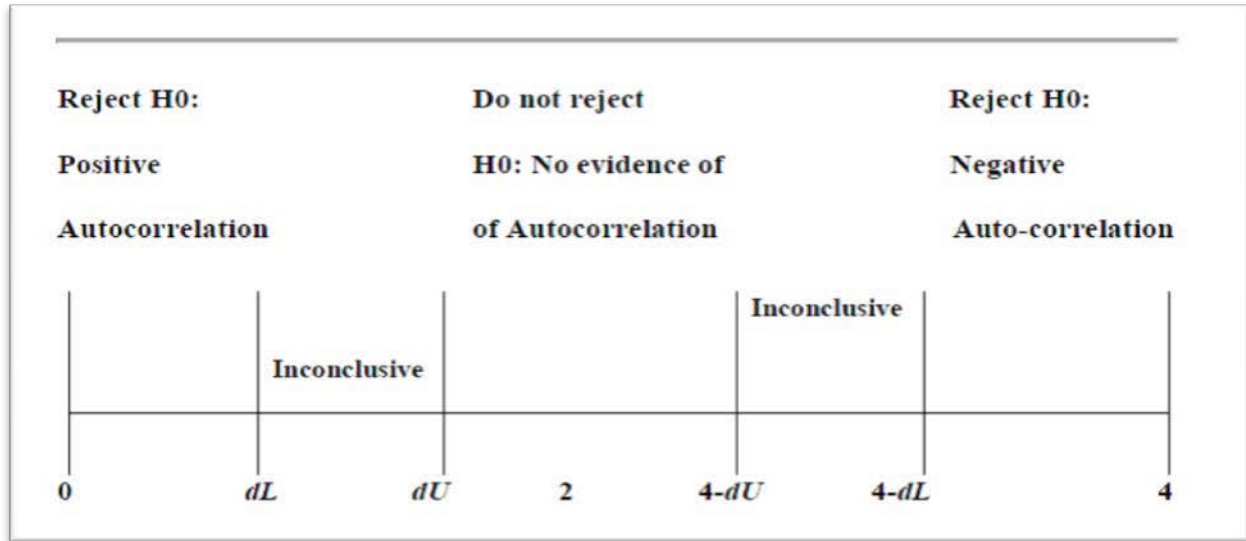 Reject H0:
Positive
Autocorrelation
Do not reject
H0: No evidence of
of Autocorrelation
Reject H0:
Negative
Auto-correlation
Inconclusive
Inconclusive
0 dL dU 2 4-dU 4-dL 4